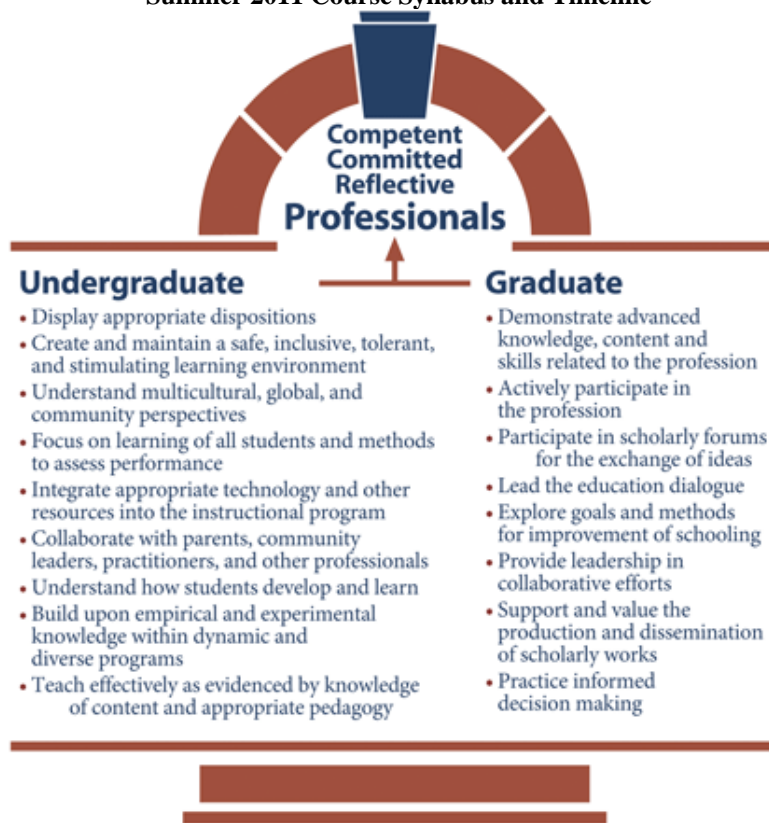 Summer 2011 Course Syllabus and Timeline
Competent
Committed
Reflective
Professionals
Undergraduate
• Display appropriate dispositions
• Create and maintain a safe, inclusive, tolerant,
and stimulating learning environment
• Understand multicultural, global, and
community perspectives
• Focus on learning of all students and methods
to assess performance
• Integrate appropriate technology and other
resources into the instructional program
• Collaborate with parents, community
leaders, practitioners, and other professionals
• Understand how students develop and learn
• Build upon empirical and experimental
knowledge within dynamic and
diverse programs
• Teach effectively as evidenced by knowledge
of content and appropriate pedagogy
Graduate
• Demonstrate advanced
knowledge, content and
skills related to the profession
• Actively participate in
the profession
• Participate in scholarly forums
for the exchange of ideas
• Lead the education dialogue
• Explore goals and methods
for improvement of schooling
• Provide leadership in
collaborative efforts
• Support and value the
production and dissemination
of scholarly works
• Practice informed
decision making